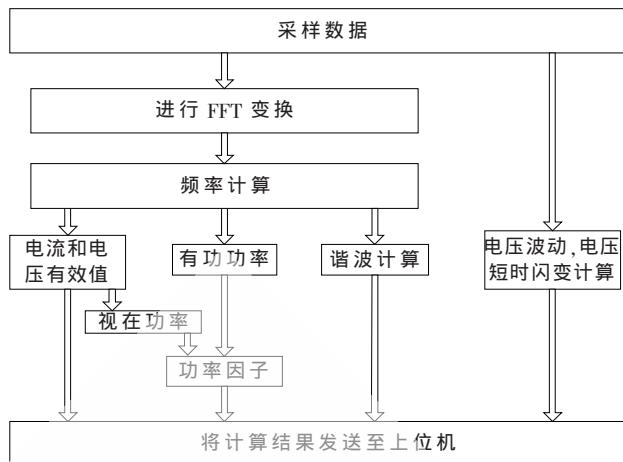 采样数据
进行 FFT 变换
频率计算
电流和电
压有效值
有功功率
谐波计算
电压波动,电压
短时闪变计算
视在功率
功率因子
将计算结果发送至上位机